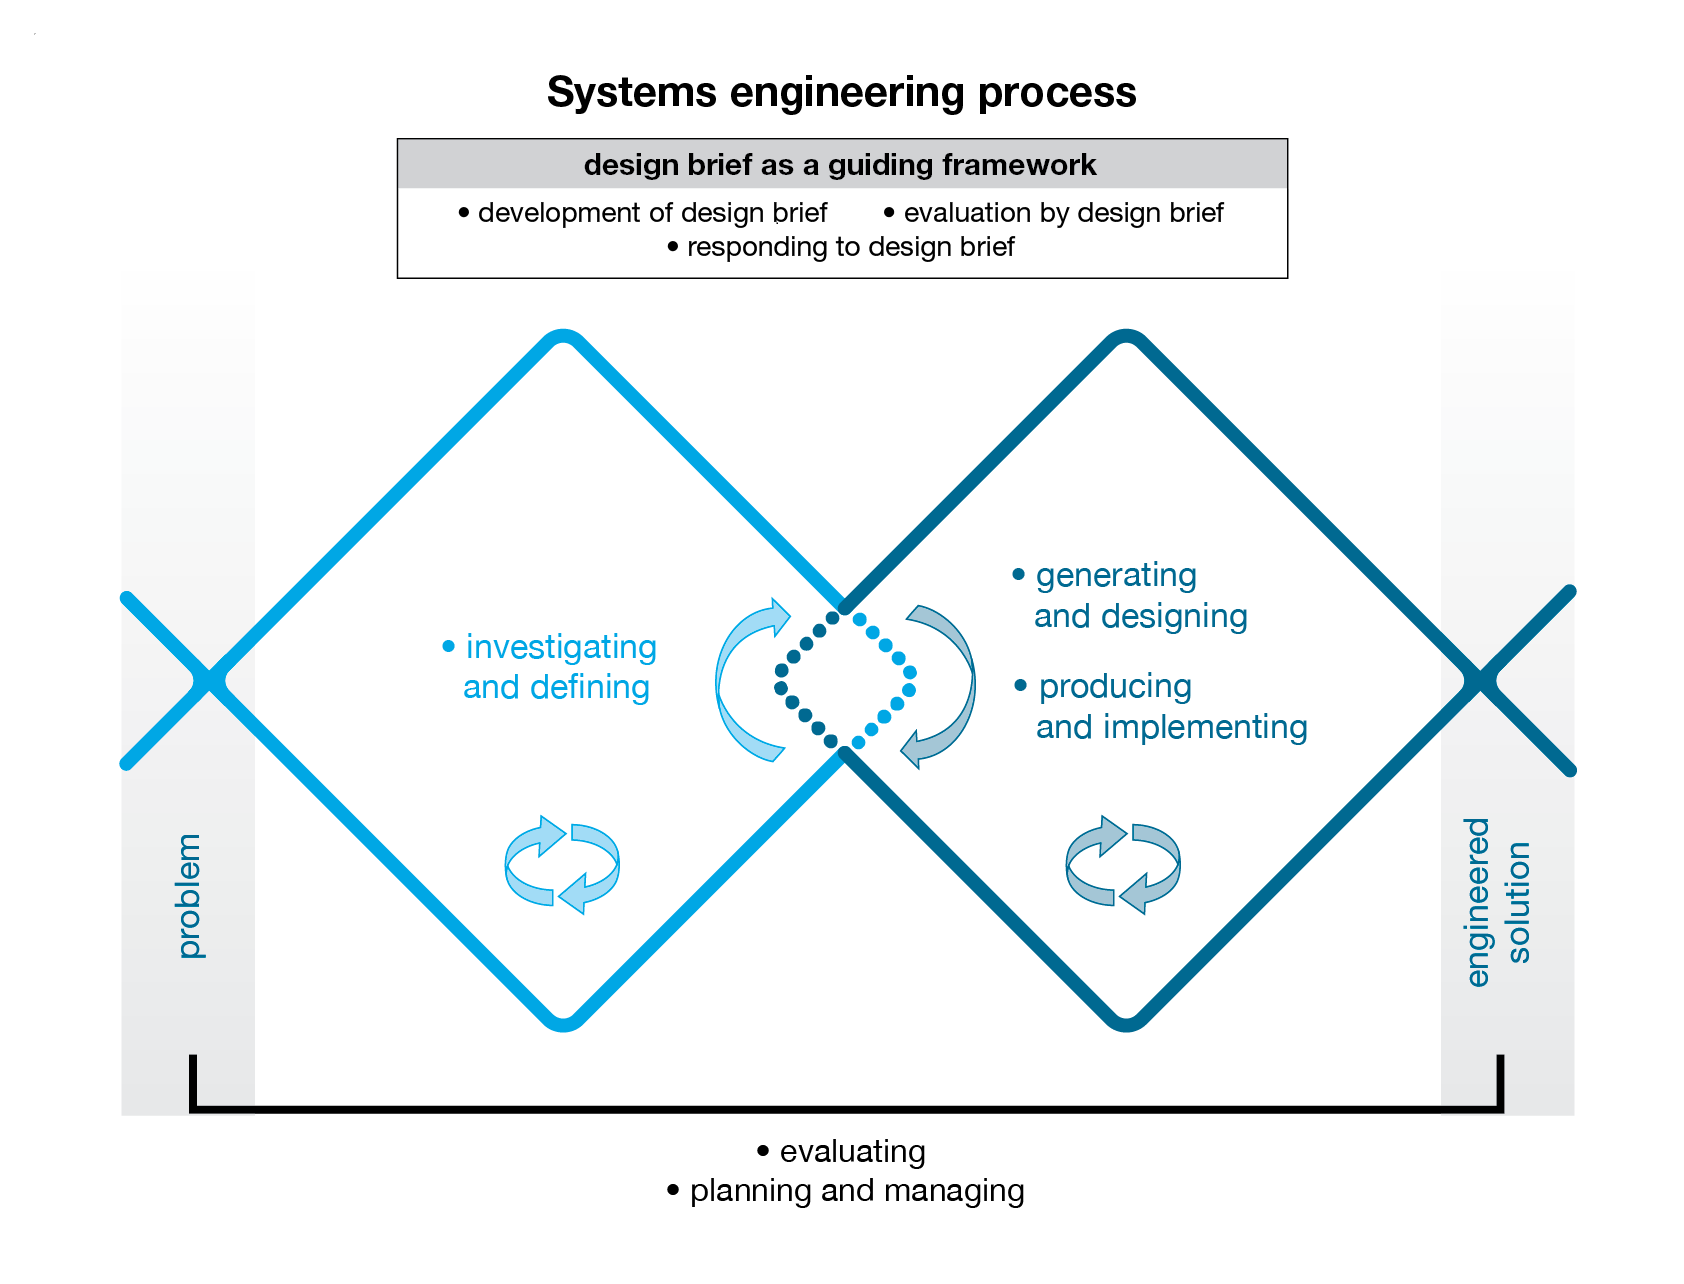 Systems engineering process
design brief as a guiding framework
• development of design brief • evaluation by design brief
• responding to design brief
• investigating
and defining
• generating
and designing
• producing
and implementing
problem
engineered
solution
• evaluating
• planning and managing